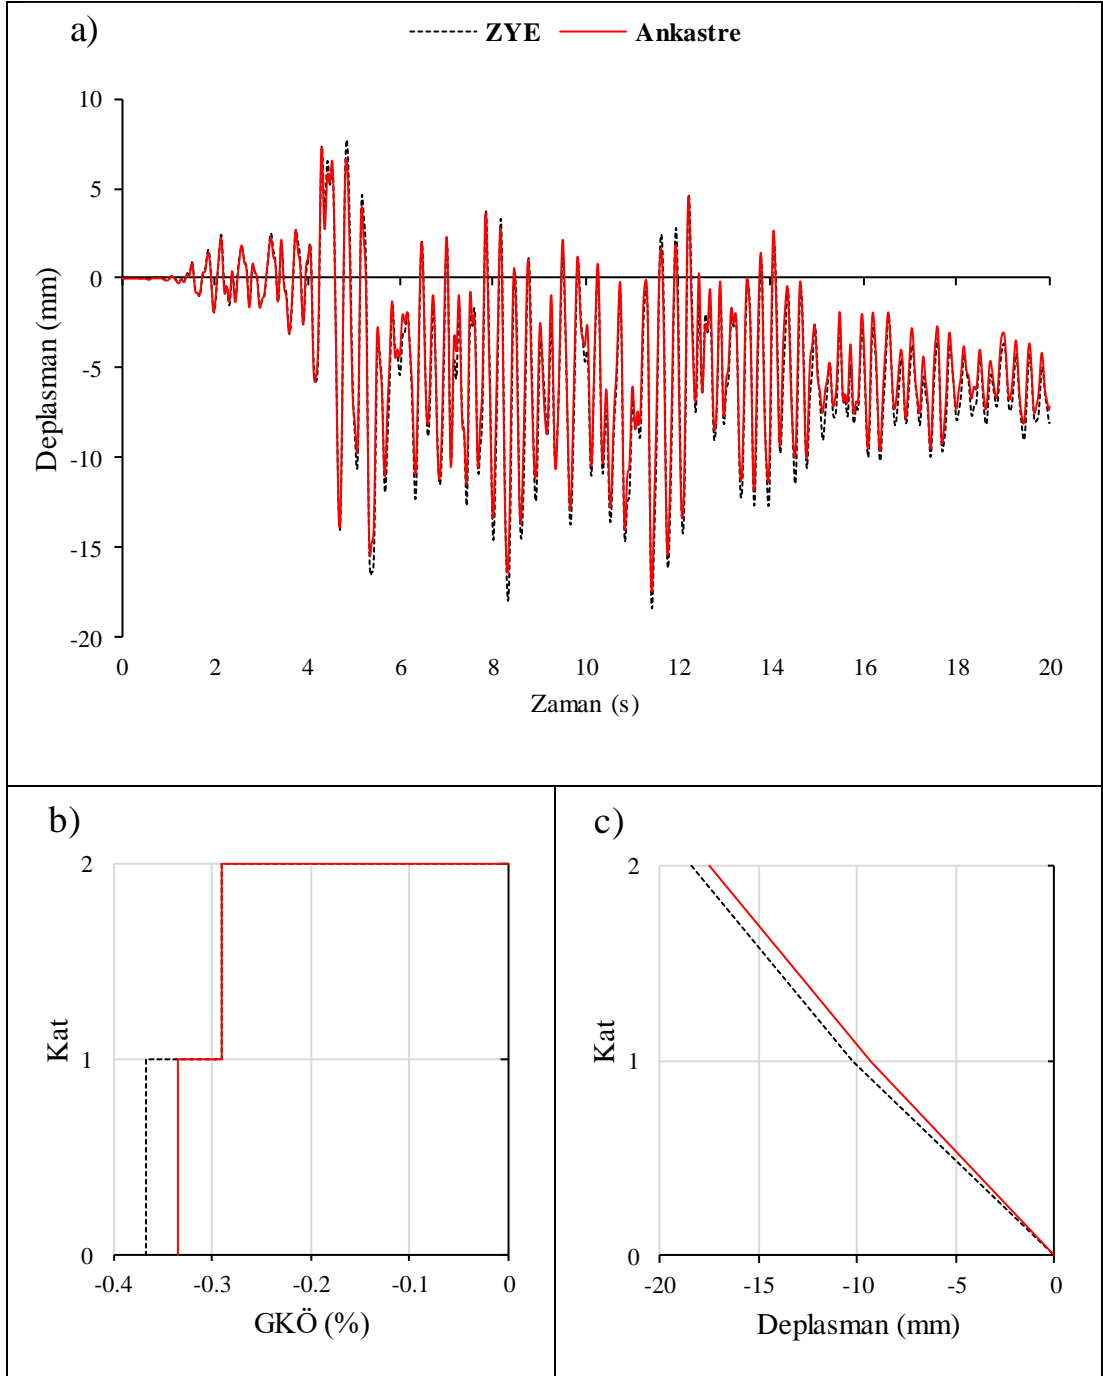 a)
ZYE Ankastre
10
5
0
-5
-10
-15
-20
Deplasman (mm)
0 2 4 6 8 10 12 14 16 18 20
Zaman (s)
b)
2
1
0
Kat
-0.4 -0.3 -0.2 -0.1 0
GKÖ (%)
c)
2
1
0
Kat
-20 -15 -10 -5 0
Deplasman (mm)